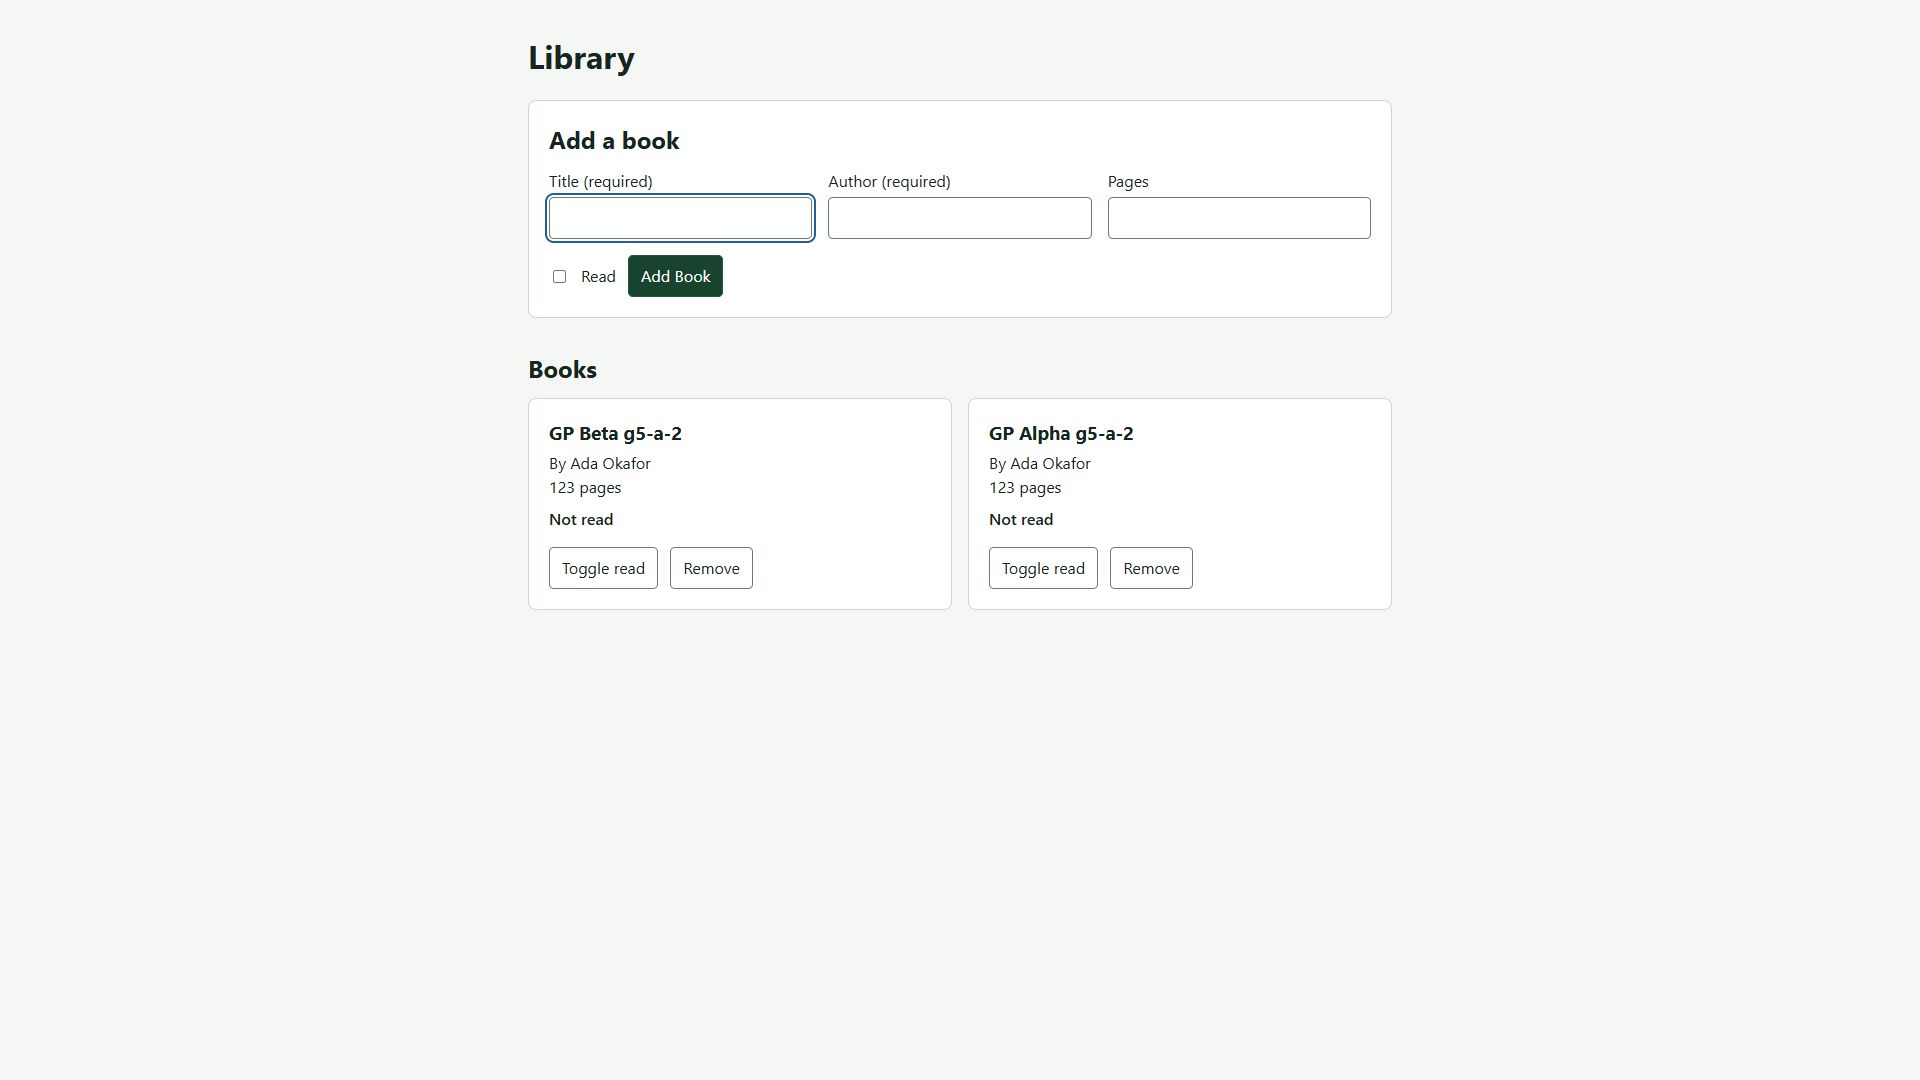 Library
Add a book
Title (required)
Author (required)
Pages
Read
Add Book
Books
GP Beta g5-a-2
By Ada Okafor
123 pages
Not read
Toggle read
Remove
GP Alpha g5-a-2
By Ada Okafor
123 pages
Not read
Toggle read
Remove